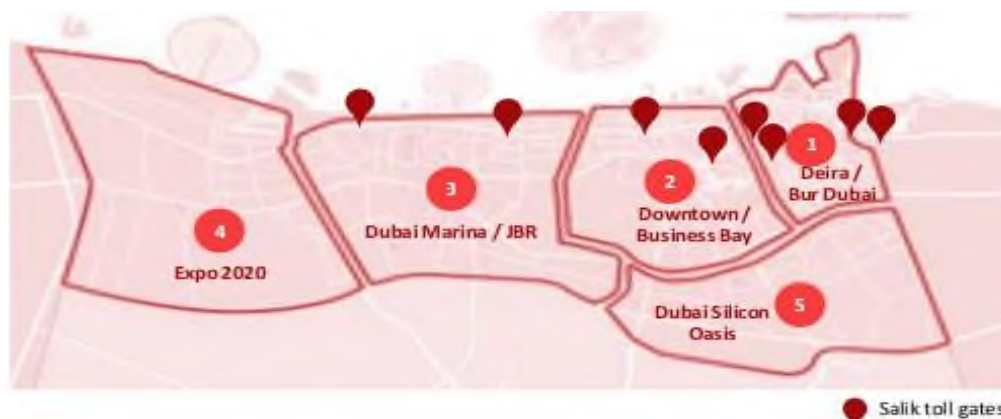 1
Deira /
Bur Dubai
2
Downtown /
Business Bay
3
Dubai Marina / JBR
4
Expo 2020
5
Dubai Silicon
Oasis
Salik toll gates